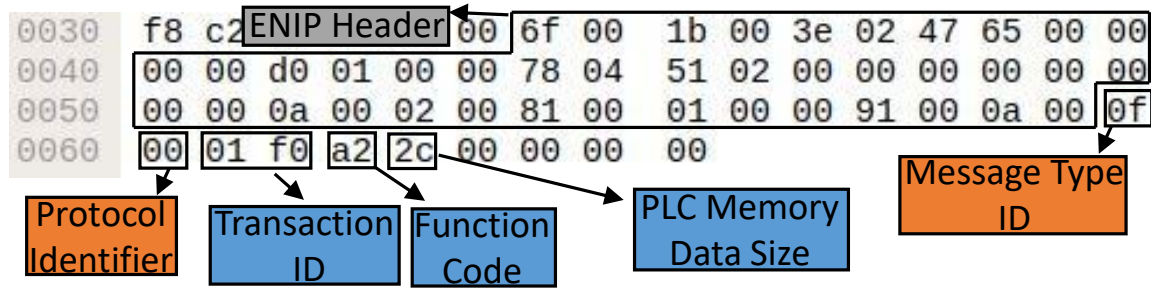 0030 f8 c2 ENIP Header 00 6f 00 1b 00 3e 02 47 65 00 00
0040 00 00 d0 01 00 00 78 04 51 02 00 00 00 00 00 00
0050 00 00 0a 00 02 00 81 00 01 00 00 91 00 0a 00 0f
0060 00 01 f0 a2 2c 00 00 00 00
Protocol
Identifier
Transaction
ID
Function
Code
PLC Memory
Data Size
Message Type
ID